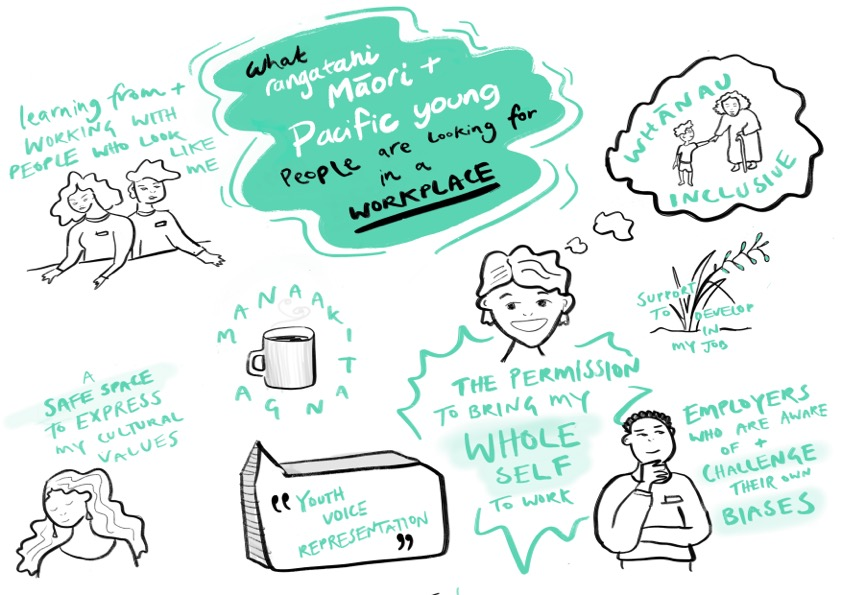 what
rangatahi
Māori +
Pacific young
People are looking for
in a
WORKPLACE
learning from +
WORKING WITH
PEOPLE WHO LOOK
LIKE
ME
WHĀNAU
INCLUSIVE
MANAAKITANGA
SUPPORT
TO DEVELOP
IN
MY JOB
A
SAFE SPACE
TO EXPRESS
MY CULTURAL
VALUES
THE PERMISSION
TO BRING MY
WHOLE
SELF
TO WORK
“YOUTH
VOICE
REPRESENTATION”
EMPLOYERS
WHO ARE AWARE
OF +
CHALLENGE
THEIR OWN
BIASES